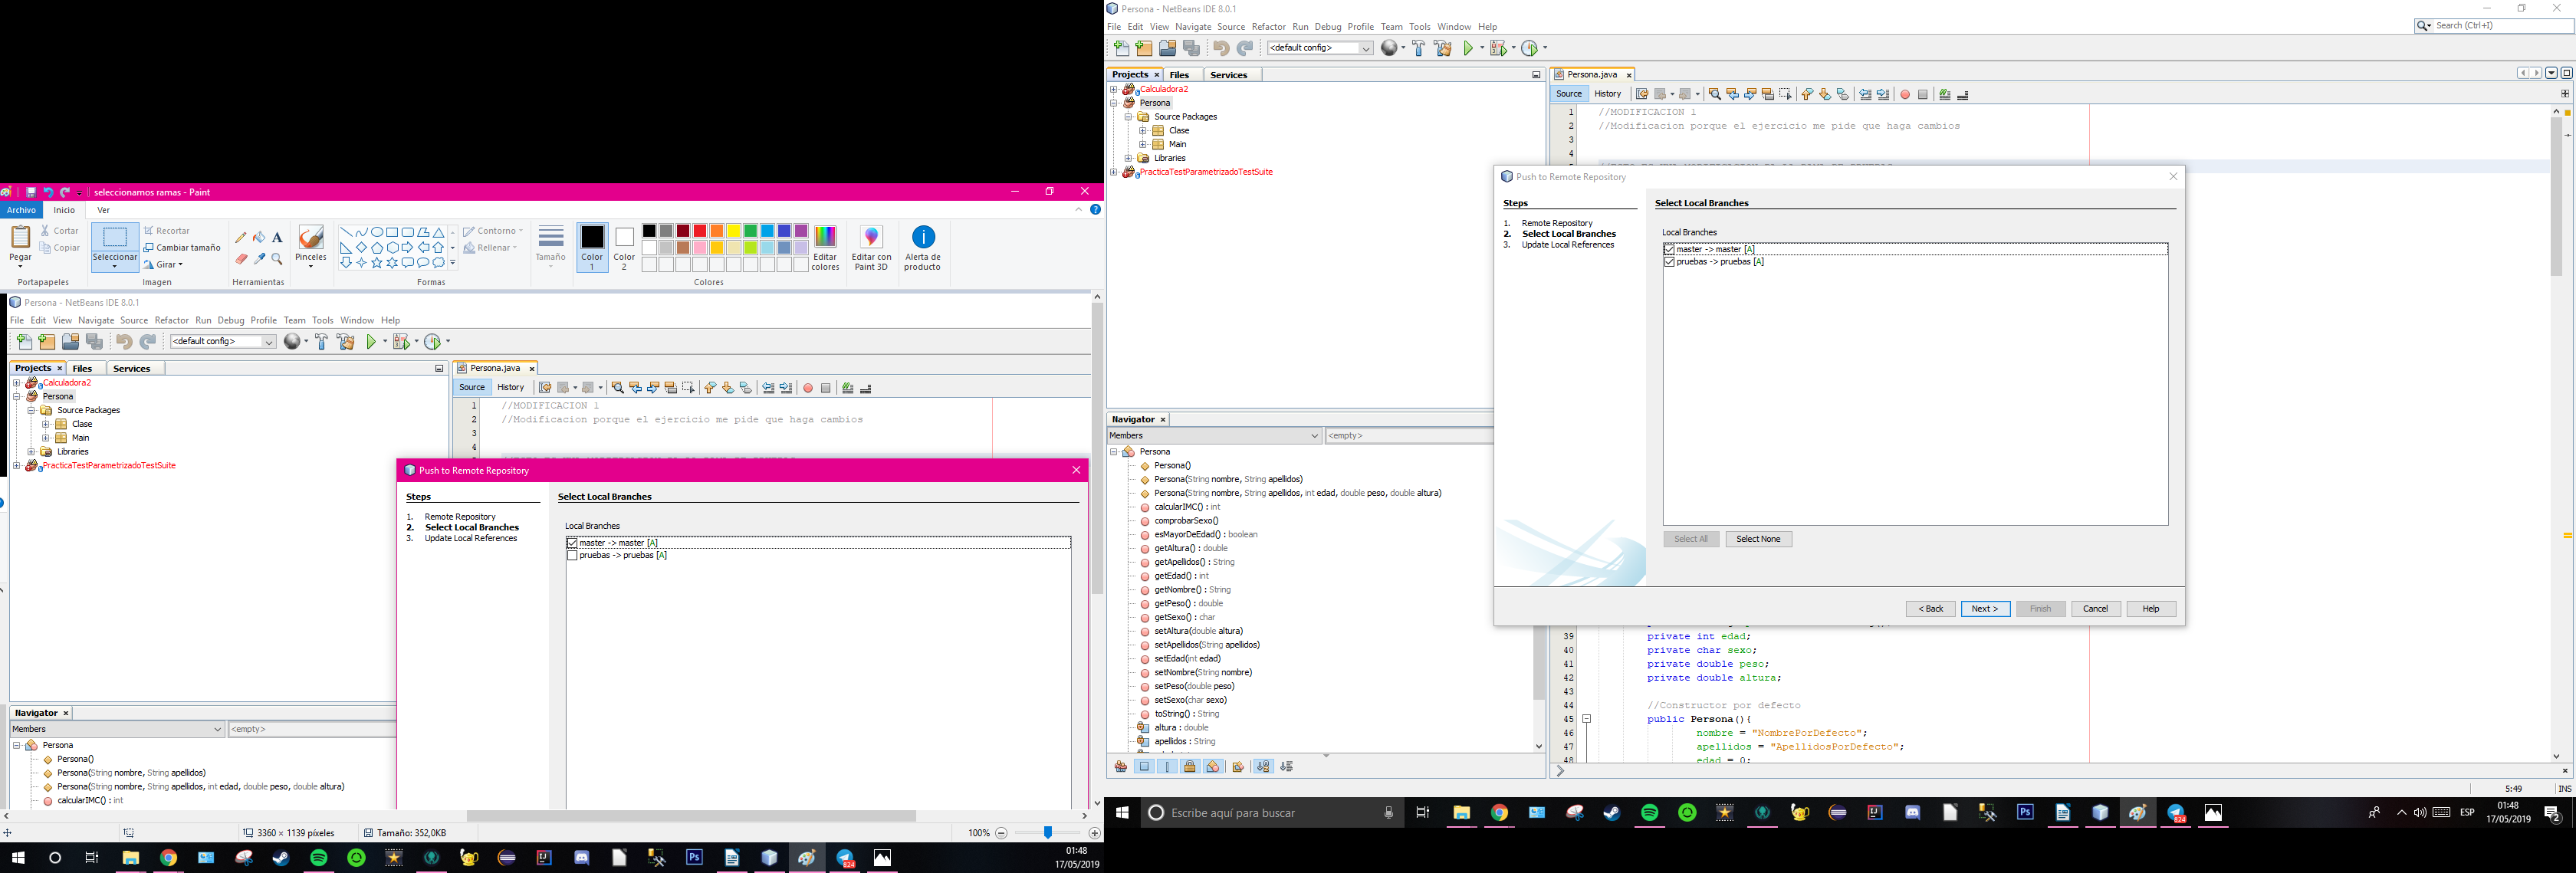 seleccionamos ramas - Paint
Archivo Inicio Ver
Pegar
Cortar
Copiar
Portapapeles
Seleccionar
Recortar
Cambiar tamaño
Girar
Imagen
Herramientas
Pinceles
Contorno
Rellenar
Formas
Tamaño
Color 1
Color 2
Editar colores
Colores
Editar con Paint 3D
Alerta de producto
Persona - NetBeans IDE 8.0.1
File Edit View Navigate Source Refactor Run Debug Profile Team Tools Window Help
<default config>
Projects Files Services
Calculadora2
Persona
Source Packages
Clase
Main
Libraries
PracticaTestParametrizadoTestSuite
Persona.java
Source History
1 //MODIFICACION 1
2 //Modificacion porque el ejercicio me pide que haga cambios
3
4
Push to Remote Repository
Steps
1. Remote Repository
2. Select Local Branches
3. Update Local References
Select Local Branches
Local Branches
master -> master [A]
pruebas -> pruebas [A]
Navigator
Members <empty>
Persona
Persona()
Persona(String nombre, String apellidos)
Persona(String nombre, String apellidos, int edad, double peso, double altura)
calcularIMC() : int
3360 × 1139 píxeles
Tamaño: 352,0KB
100%
Ps
824
01:48
17/05/2019
Persona - NetBeans IDE 8.0.1
File Edit View Navigate Source Refactor Run Debug Profile Team Tools Window Help
Search (Ctrl+I)
<default config>
Projects Files Services
Calculadora2
Persona
Source Packages
Clase
Main
Libraries
PracticaTestParametrizadoTestSuite
Persona.java
Source History
1 //MODIFICACION 1
2 //Modificacion porque el ejercicio me pide que haga cambios
3
4
Push to Remote Repository
Steps
1. Remote Repository
2. Select Local Branches
3. Update Local References
Select Local Branches
Local Branches
master -> master [A]
pruebas -> pruebas [A]
Select All Select None
< Back Next > Finish Cancel Help
Navigator
Members <empty>
Persona
Persona()
Persona(String nombre, String apellidos)
Persona(String nombre, String apellidos, int edad, double peso, double altura)
calcularIMC() : int
comprobarSexo()
esMayorDeEdad() : boolean
getAltura() : double
getApellidos() : String
getEdad() : int
getNombre() : String
getPeso() : double
getSexo() : char
setAltura(double altura)
setApellidos(String apellidos)
setEdad(int edad)
setNombre(String nombre)
setPeso(double peso)
setSexo(char sexo)
toString() : String
altura : double
apellidos : String
39 private int edad;
40 private char sexo;
41 private double peso;
42 private double altura;
43
44 //Constructor por defecto
45 public Persona(){
46 nombre = "NombrePorDefecto";
47 apellidos = "ApellidosPorDefecto";
48 edad = 0;
5:49 INS
Escribe aquí para buscar
Ps
824
ESP
01:48
17/05/2019
2